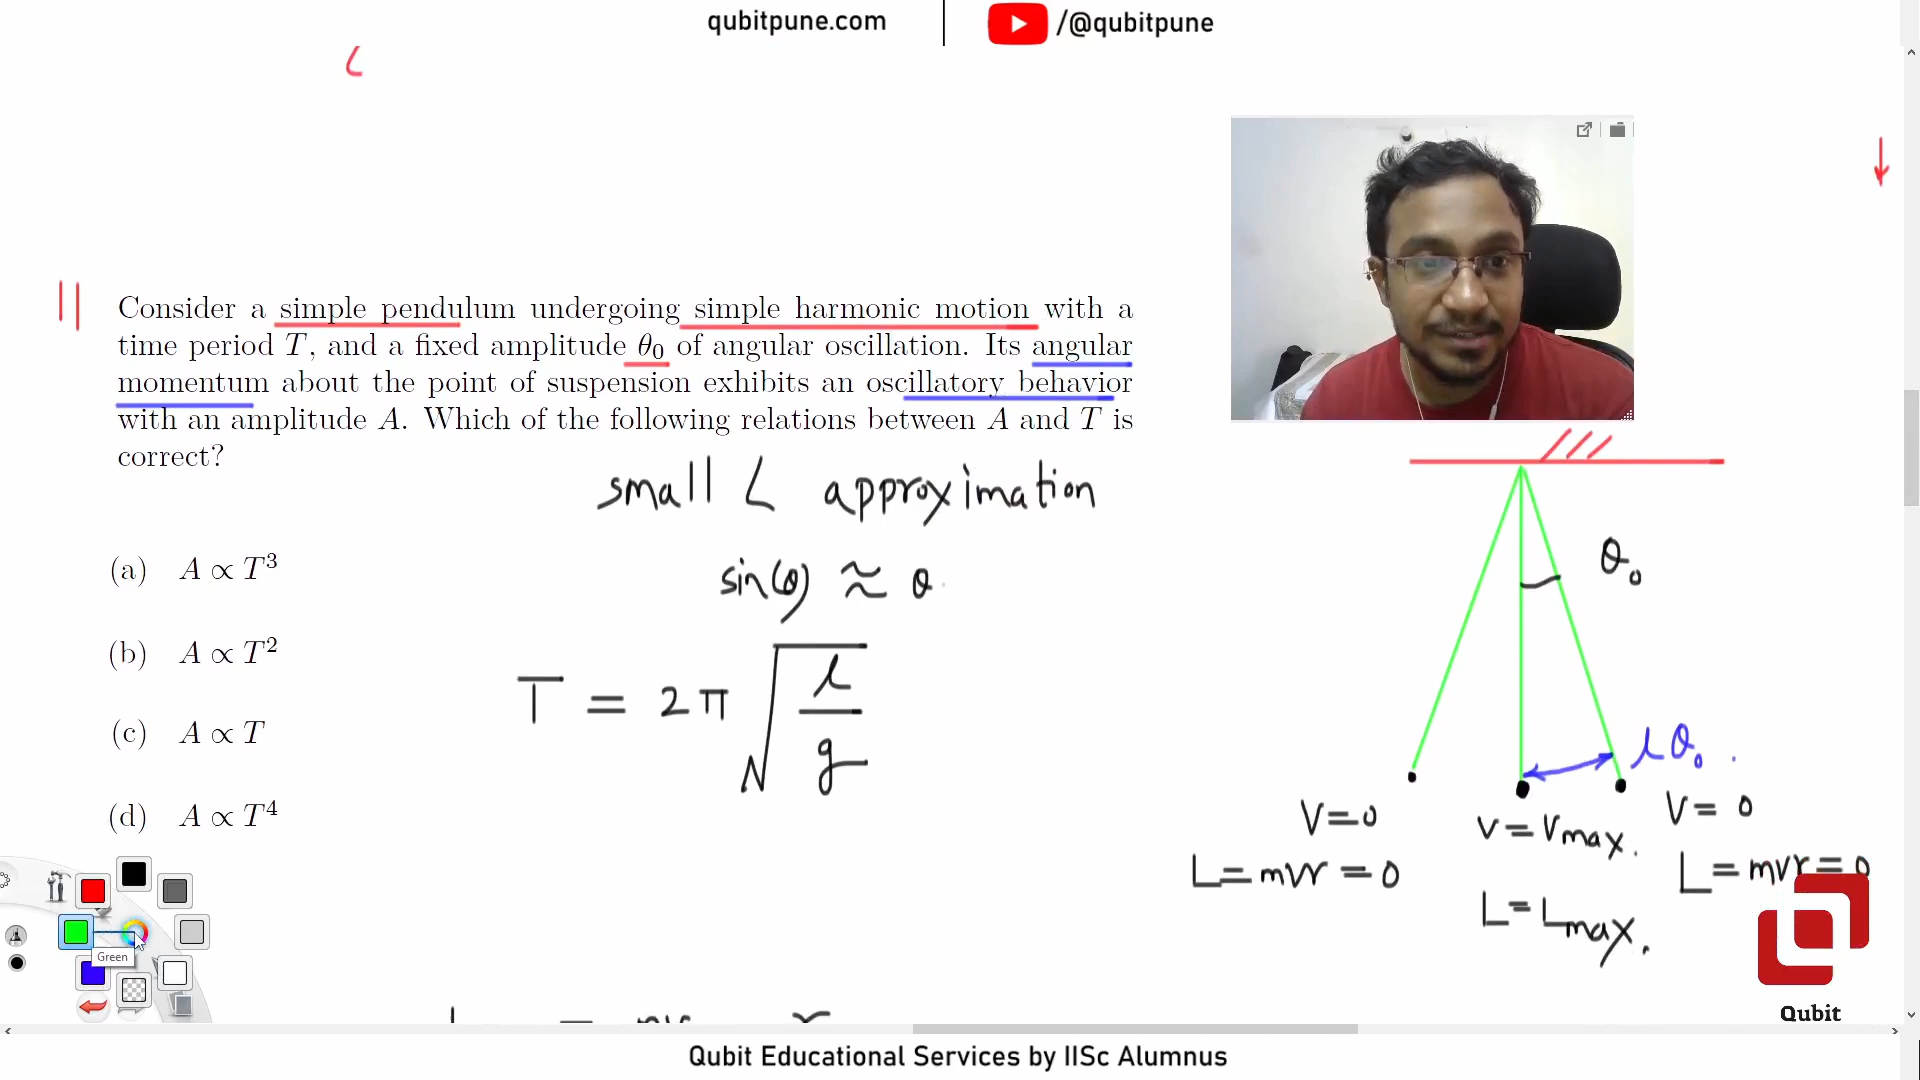 qubitpune.com | /@qubitpune
Consider a simple pendulum undergoing simple harmonic motion with a
time period T, and a fixed amplitude θ₀ of angular oscillation. Its angular
momentum about the point of suspension exhibits an oscillatory behavior
with an amplitude A. Which of the following relations between A and T is
correct?
small ∠ approximation
sin(θ) ≈ θ
(a) A ∝ T³
(b) A ∝ T²
(c) A ∝ T
(d) A ∝ T⁴
T = 2π √(l/g)
θ₀
lθ₀
V=0
L=mvr=0
v=vmax.
L=Lmax.
V=0
L=mvr=0
Green
Qubit
Qubit Educational Services by IISc Alumnus